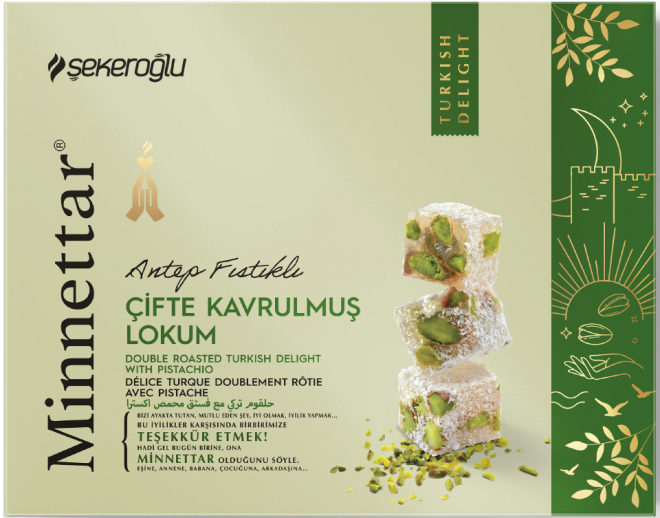 şekeroğlu
TURKISH
DELIGHT
Minnettar®
Antep Fıstıklı
ÇİFTE KAVRULMUŞ
LOKUM
DOUBLE ROASTED TURKISH DELIGHT
WITH PISTACHIO
DÉLICE TURQUE DOUBLEMENT RÔTIE
AVEC PISTACHE
حلقوم تركي مع فستق محمص اكسترا
BİZİ AYAKTA TUTAN, MUTLU EDEN ŞEY, İYİ OLMAK, İYİLİK YAPMAK...
BU İYİLİKLER KARŞISINDA BİRBİRİMİZE
TEŞEKKÜR ETMEK!
HADİ GEL BUGÜN BİRİNE, ONA
MİNNETTAR OLDUĞUNU SÖYLE.
EŞİNE, ANNENE, BABANA, ÇOCUĞUNA, ARKADAŞINA...